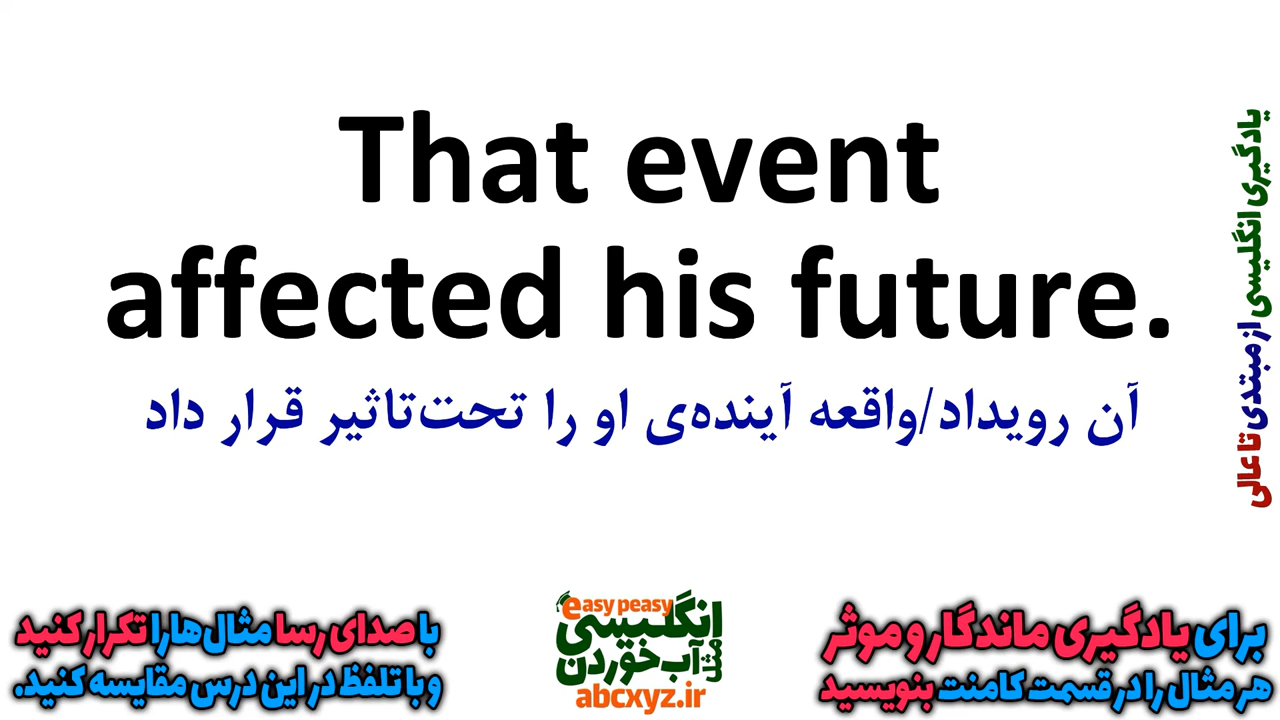 That event
affected his future.
آن رویداد/واقعه آینده‌ی او را تحت‌تاثیر قرار داد
یادگیری انگلیسی از مبتدی تا عالی
برای یادگیری ماندگار و موثر
هر مثال را در قسمت کامنت بنویسید
easy peasy
انگلیسی
مثل آب خوردن
abcxyz.ir
با صدای رسا مثال‌ها را تکرار کنید
و با تلفظ در این درس مقایسه کنید.